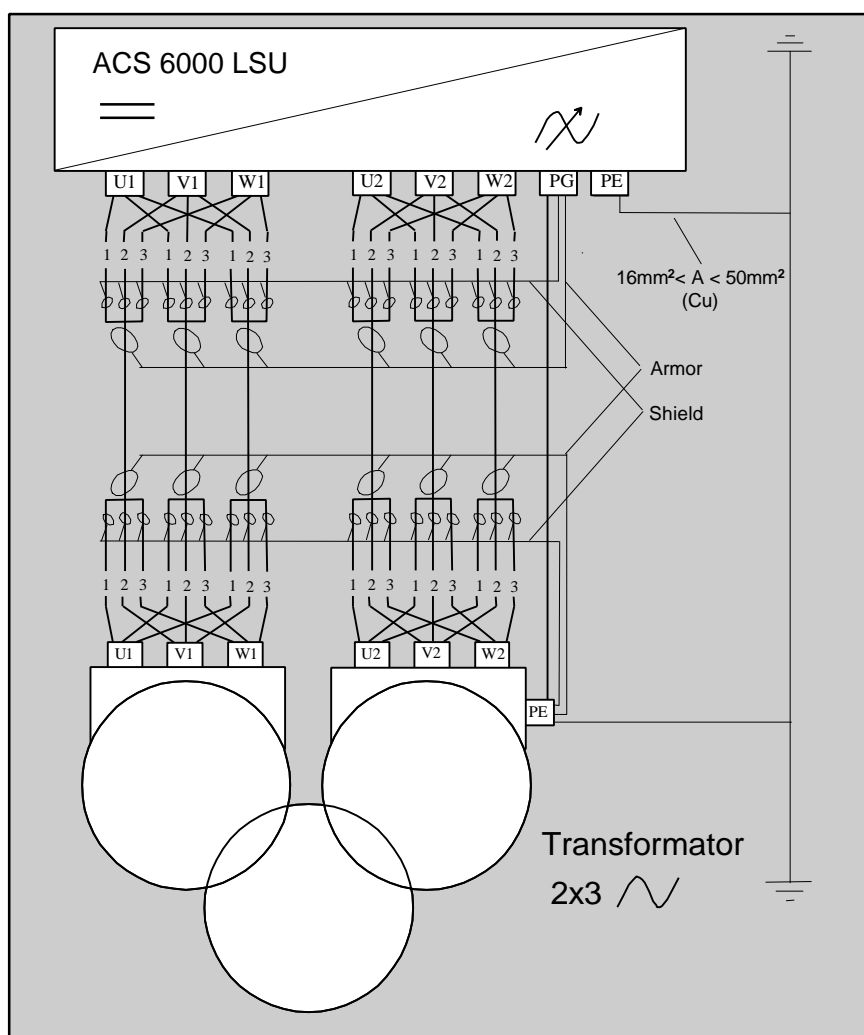 ACS 6000 LSU
U1 V1 W1 U2 V2 W2 PG PE
1 2 3 1 2 3 1 2 3 1 2 3 1 2 3 1 2 3
16mm²< A < 50mm²
(Cu)
Armor
Shield
1 2 3 1 2 3 1 2 3 1 2 3 1 2 3 1 2 3
U1 V1 W1 U2 V2 W2
PE
Transformator
2x3